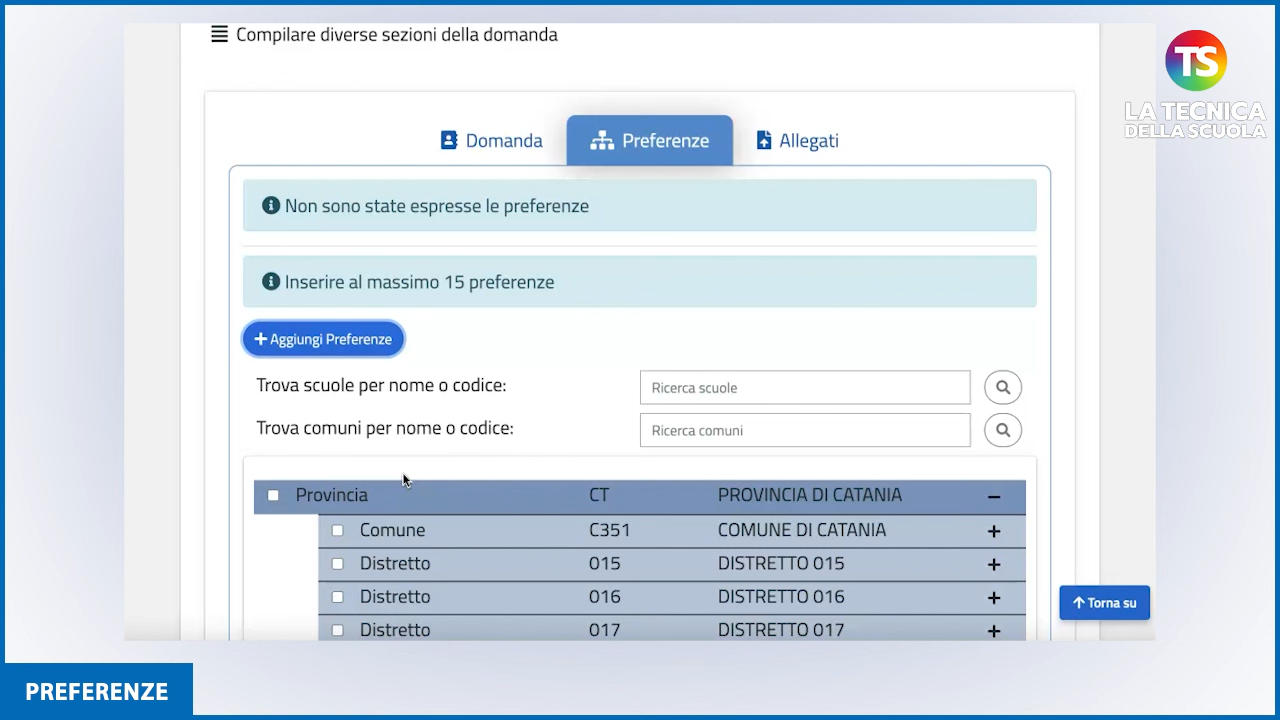 Compilare diverse sezioni della domanda
TS
LA TECNICA
DELLA SCUOLA
Domanda
Preferenze
Allegati
Non sono state espresse le preferenze
Inserire al massimo 15 preferenze
Aggiungi Preferenze
Trova scuole per nome o codice:
Ricerca scuole
Trova comuni per nome o codice:
Ricerca comuni
Provincia CT PROVINCIA DI CATANIA
Comune C351 COMUNE DI CATANIA
Distretto 015 DISTRETTO 015
Distretto 016 DISTRETTO 016
Distretto 017 DISTRETTO 017
Torna su
PREFERENZE